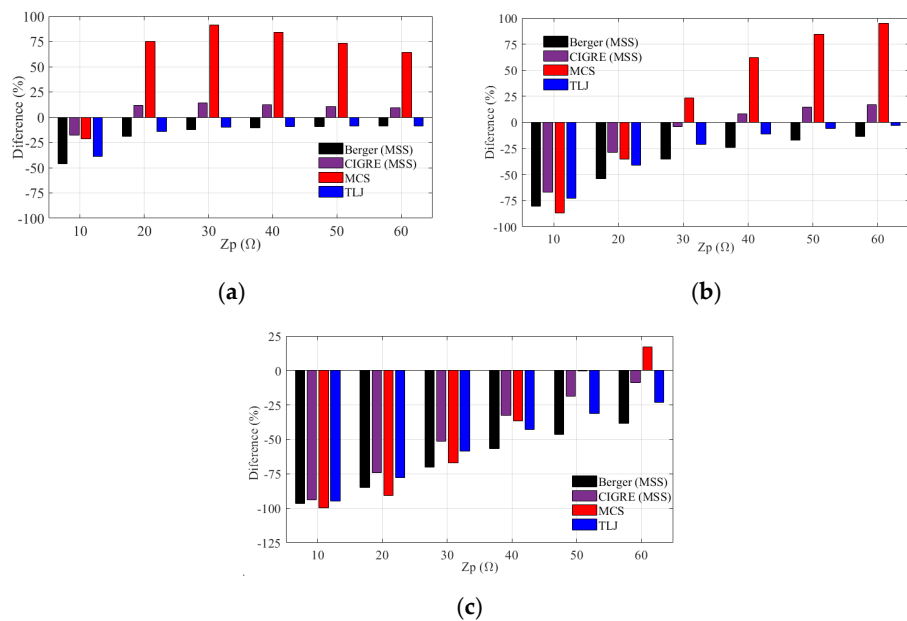 100
75
50
25
0
-25
-50
-75
-100
Diference (%)
Berger (MSS)
CIGRE (MSS)
MCS
TLJ
10 20 30 40 50 60
Zp (Ω)
(a)
100
75
50
25
0
-25
-50
-75
-100
Diference (%)
Berger (MSS)
CIGRE (MSS)
MCS
TLJ
10 20 30 40 50 60
Zp (Ω)
(b)
25
0
-25
-50
-75
-100
-125
Diference (%)
Berger (MSS)
CIGRE (MSS)
MCS
TLJ
10 20 30 40 50 60
Zp (Ω)
(c)